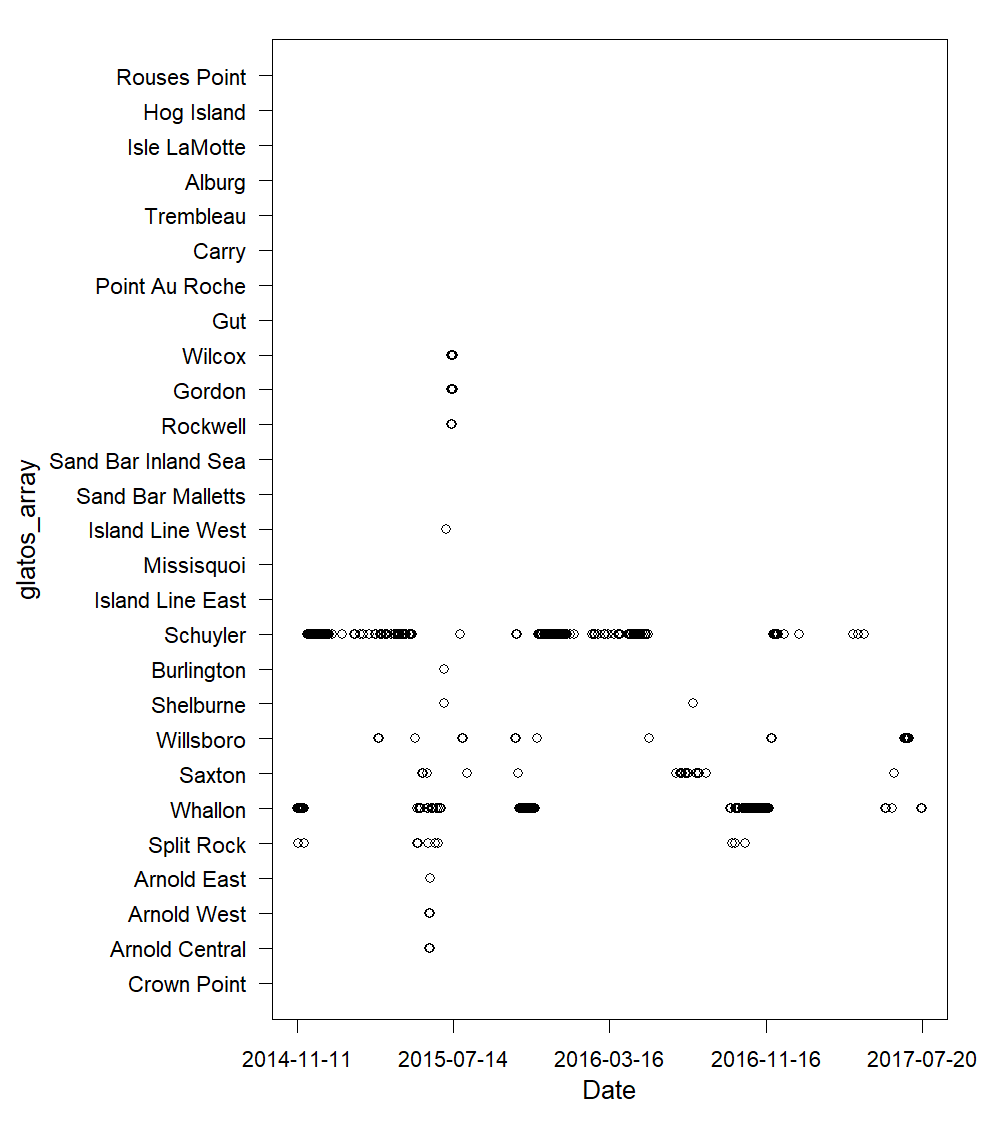 Rouses Point
Hog Island
Isle LaMotte
Alburg
Trembleau
Carry
Point Au Roche
Gut
Wilcox
Gordon
Rockwell
Sand Bar Inland Sea
Sand Bar Malletts
Island Line West
Missisquoi
Island Line East
Schuyler
Burlington
Shelburne
Willsboro
Saxton
Whallon
Split Rock
Arnold East
Arnold West
Arnold Central
Crown Point
glatos_array
2014-11-11 2015-07-14 2016-03-16 2016-11-16 2017-07-20
Date